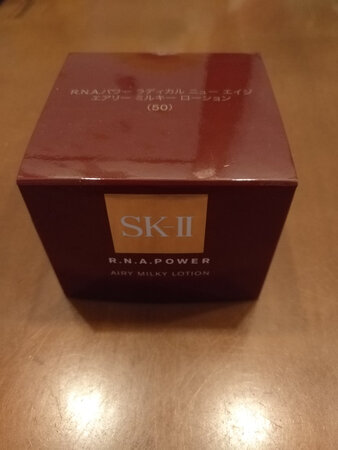 R.N.A.パワー ラディカル ニュー エイジ
エアリー ミルキー ローション
(50)
SK-II
R.N.A.POWER
AIRY MILKY LOTION